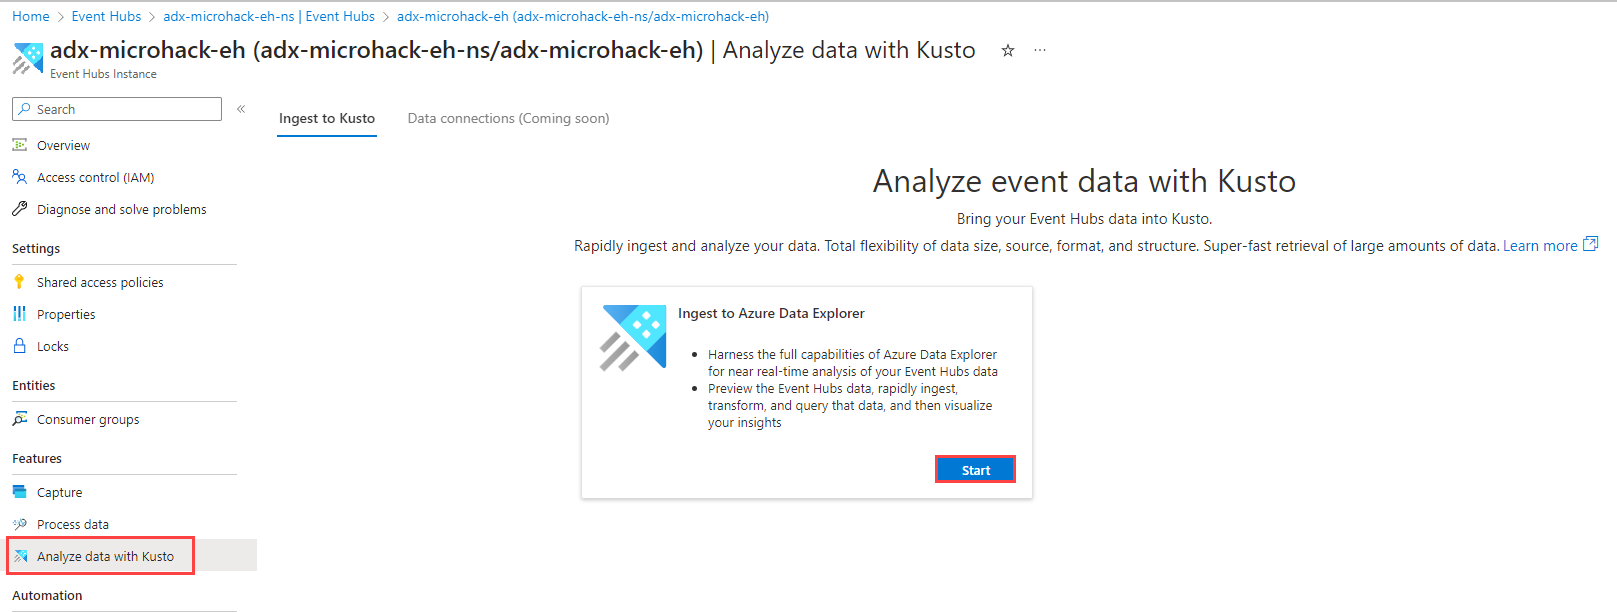 Home > Event Hubs > adx-microhack-eh-ns | Event Hubs > adx-microhack-eh (adx-microhack-eh-ns/adx-microhack-eh)
adx-microhack-eh (adx-microhack-eh-ns/adx-microhack-eh) | Analyze data with Kusto
Event Hubs Instance
Search
Overview
Access control (IAM)
Diagnose and solve problems
Settings
Shared access policies
Properties
Locks
Entities
Consumer groups
Features
Capture
Process data
Analyze data with Kusto
Automation
Ingest to Kusto
Data connections (Coming soon)
Analyze event data with Kusto
Bring your Event Hubs data into Kusto.
Rapidly ingest and analyze your data. Total flexibility of data size, source, format, and structure. Super-fast retrieval of large amounts of data. Learn more
Ingest to Azure Data Explorer
• Harness the full capabilities of Azure Data Explorer
for near real-time analysis of your Event Hubs data
• Preview the Event Hubs data, rapidly ingest,
transform, and query that data, and then visualize
your insights
Start